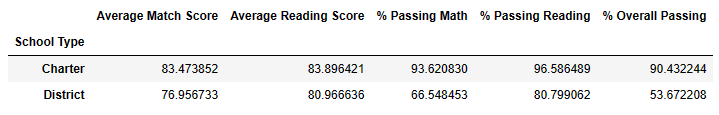 Average Match Score Average Reading Score % Passing Math % Passing Reading % Overall Passing
School Type
Charter 83.473852 83.896421 93.620830 96.586489 90.432244
District 76.956733 80.966636 66.548453 80.799062 53.672208